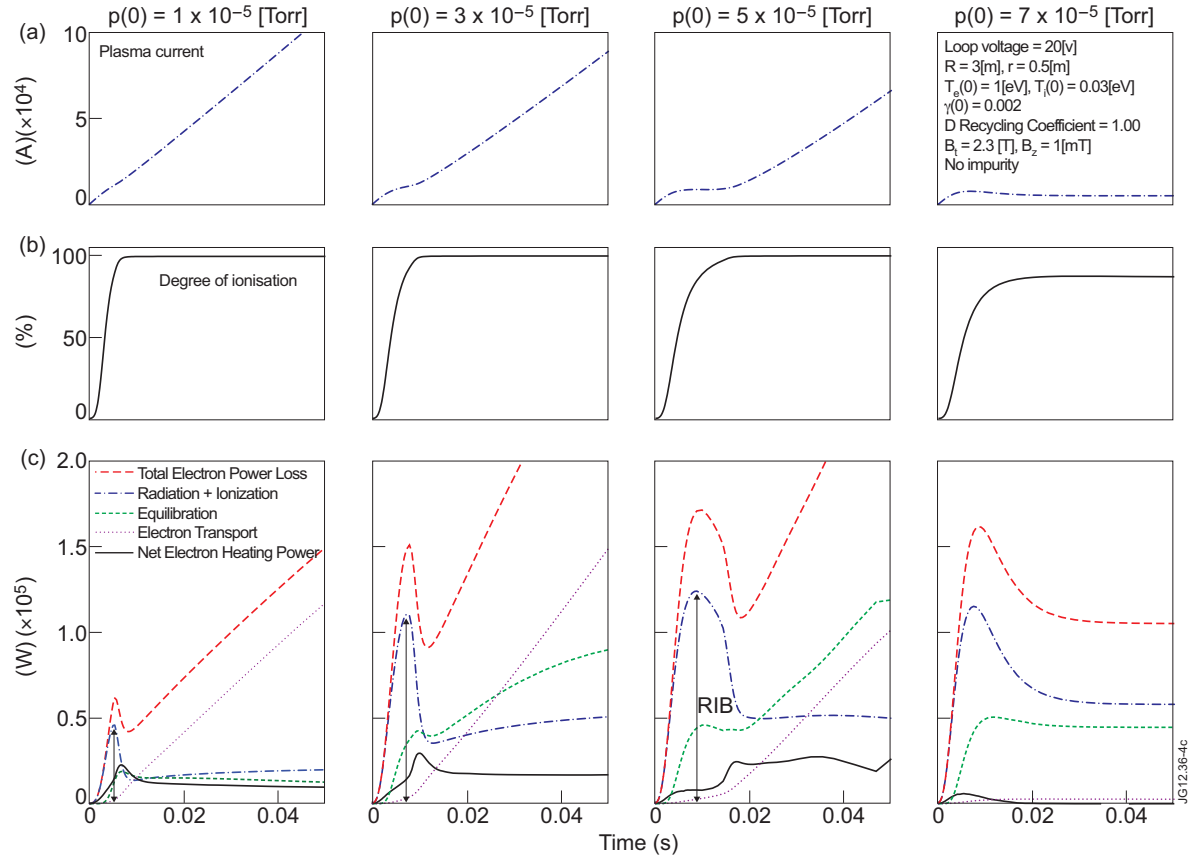 p(0) = 1 x 10⁻⁵ [Torr]
p(0) = 3 x 10⁻⁵ [Torr]
p(0) = 5 x 10⁻⁵ [Torr]
p(0) = 7 x 10⁻⁵ [Torr]
(a)
10
5
0
(A)(×10⁴)
Plasma current
Loop voltage = 20[v]
R = 3[m], r = 0.5[m]
Tₑ(0) = 1[eV], Tᵢ(0) = 0.03[eV]
γ(0) = 0.002
D Recycling Coefficient = 1.00
Bₜ = 2.3 [T], B_z = 1[mT]
No impurity
(b)
100
50
0
(%)
Degree of ionisation
(c)
2.0
1.5
1.0
0.5
0
(W) (×10⁵)
Total Electron Power Loss
Radiation + Ionization
Equilibration
Electron Transport
Net Electron Heating Power
RIB
0 0.02 0.04
0 0.02 0.04
0 0.02 0.04
0 0.02 0.04
Time (s)
JG12.36-4c